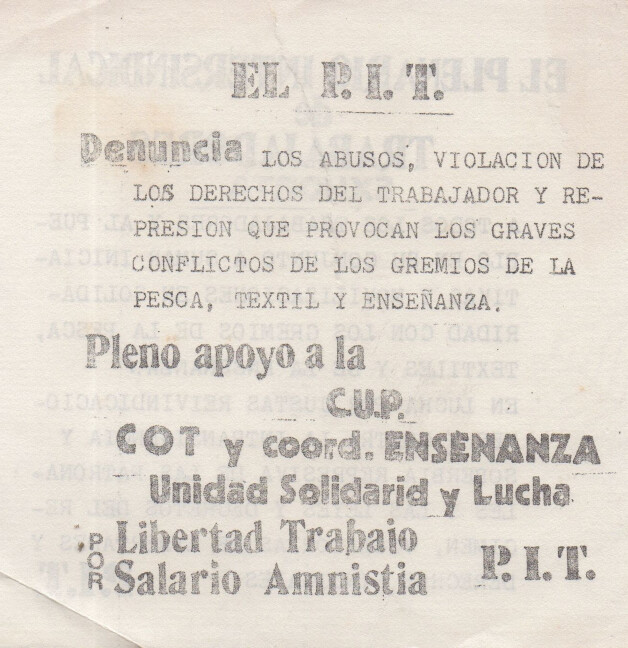 EL P.I.T.
Denuncia LOS ABUSOS, VIOLACION DE
LOS DERECHOS DEL TRABAJADOR Y RE-
PRESION QUE PROVOCAN LOS GRAVES
CONFLICTOS DE LOS GREMIOS DE LA
PESCA, TEXTIL Y ENSEÑANZA.
Pleno apoyo a la
C.U.P.
COT y coord. ENSENANZA
Unidad Solidarid y Lucha
POR Libertad Trabaio
Salario Amnistia P.I.T.